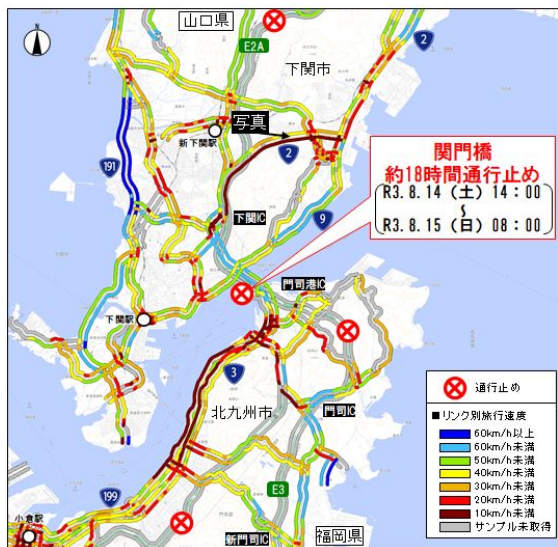 山口県
E2A
2
下関市
N
新下関駅
写真
2
191
関門橋
約18時間通行止め
R3.8.14(土)14:00
~
R3.8.15(日)08:00
下関IC
9
門司港IC
下関駅
3
北九州市
門司IC
通行止め
■リンク別旅行速度
60km/h以上
60km/h未満
50km/h未満
40km/h未満
30km/h未満
20km/h未満
10km/h未満
サンプル未取得
199
E3
小倉駅
新門司IC
福岡県